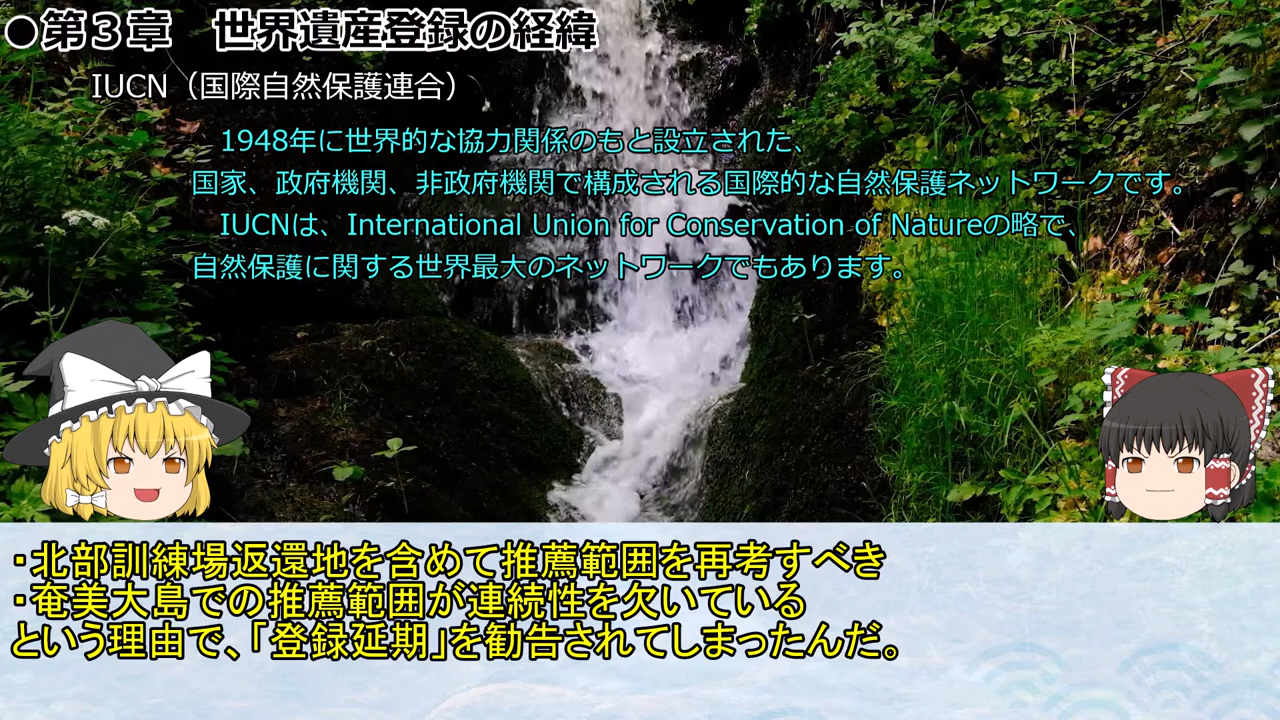 ○第３章　世界遺産登録の経緯
IUCN（国際自然保護連合）
1948年に世界的な協力関係のもと設立された、
国家、政府機関、非政府機関で構成される国際的な自然保護ネットワークです。
IUCNは、International Union for Conservation of Natureの略で、
自然保護に関する世界最大のネットワークでもあります。
・北部訓練場返還地を含めて推薦範囲を再考すべき
・奄美大島での推薦範囲が連続性を欠いている
という理由で、「登録延期」を勧告されてしまったんだ。